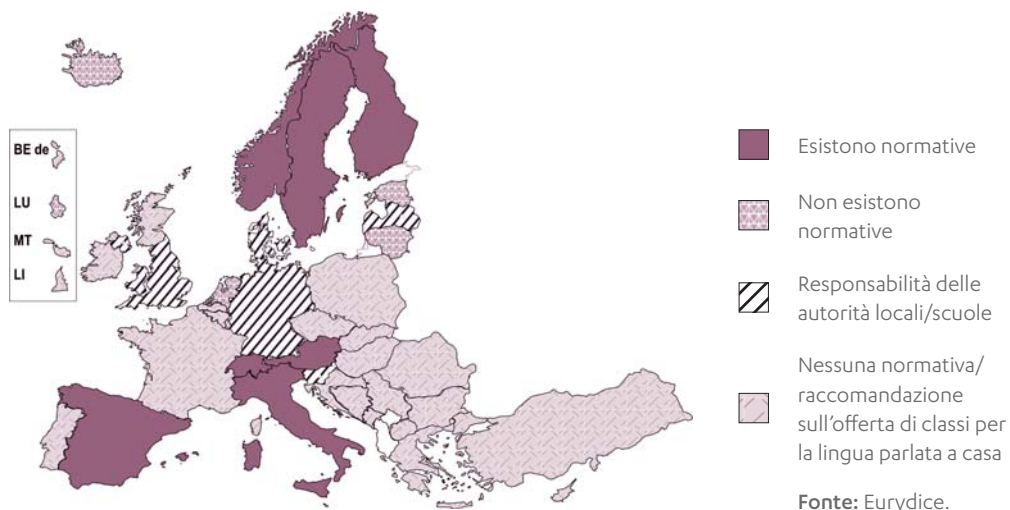 BE de
LU
MT
LI
Esistono normative
Non esistono
normative
Responsabilità delle
autorità locali/scuole
Nessuna normativa/
raccomandazione
sull’offerta di classi per
la lingua parlata a casa
Fonte: Eurydice.